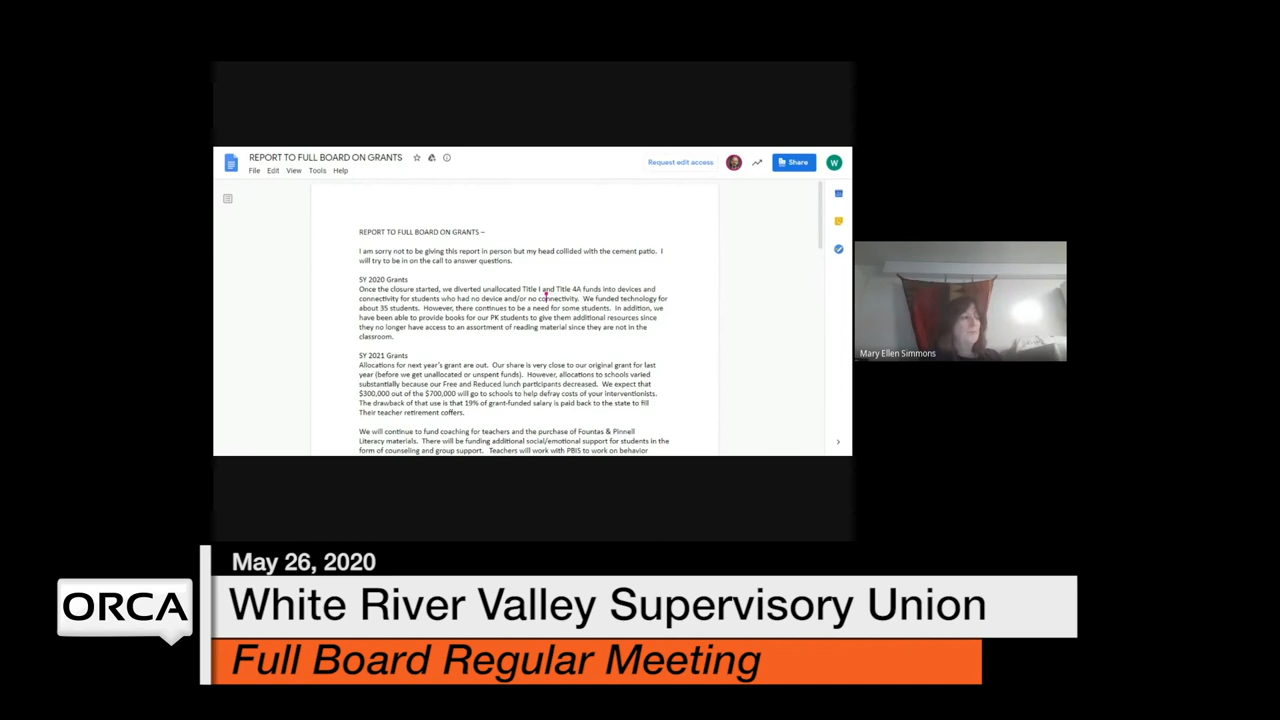 REPORT TO FULL BOARD ON GRANTS
File Edit View Tools Help
Request edit access
Share
W
REPORT TO FULL BOARD ON GRANTS –
I am sorry not to be giving this report in person but my head collided with the cement patio. I
will try to be in on the call to answer questions.
SY 2020 Grants
Once the closure started, we diverted unallocated Title I and Title 4A funds into devices and
connectivity for students who had no device and/or no connectivity. We funded technology for
about 35 students. However, there continues to be a need for some students. In addition, we
have been able to provide books for our PK students to give them additional resources since
they no longer have access to an assortment of reading material since they are not in the
classroom.
SY 2021 Grants
Allocations for next year's grant are out. Our share is very close to our original grant for last
year (before we get unallocated or unspent funds). However, allocations to schools varied
substantially because our Free and Reduced lunch participants decreased. We expect that
$300,000 out of the $700,000 will go to schools to help defray costs of your interventionists.
The drawback of that use is that 19% of grant-funded salary is paid back to the state to fill
Their teacher retirement coffers.
We will continue to fund coaching for teachers and the purchase of Fountas & Pinnell
Literacy materials. There will be funding additional social/emotional support for students in the
form of counseling and group support. Teachers will work with PBIS to work on behavior
Mary Ellen Simmons
May 26, 2020
ORCA
White River Valley Supervisory Union
Full Board Regular Meeting